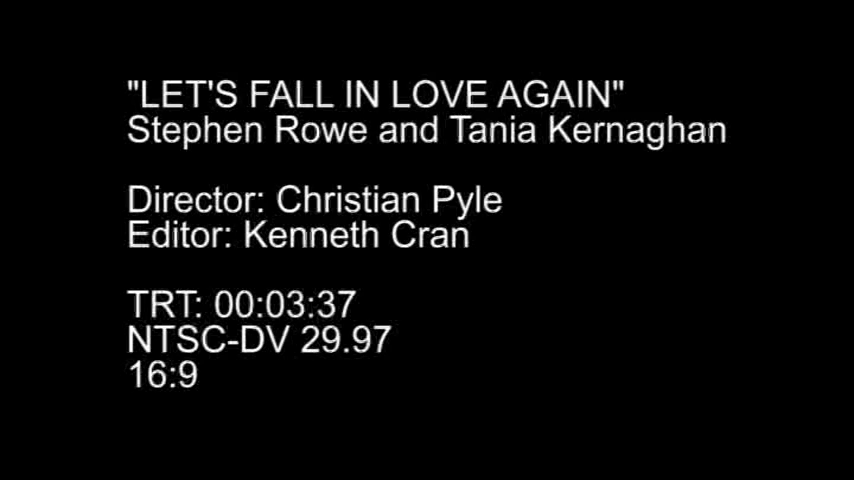 "LET'S FALL IN LOVE AGAIN"
Stephen Rowe and Tania Kernaghan
Director: Christian Pyle
Editor: Kenneth Cran
TRT: 00:03:37
NTSC-DV 29.97
16:9